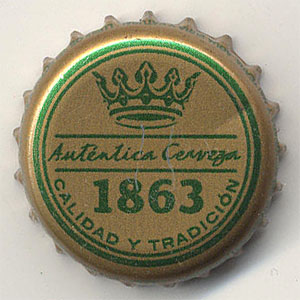 Auténtica Cerveza
1863
CALIDAD Y TRADICIÓN